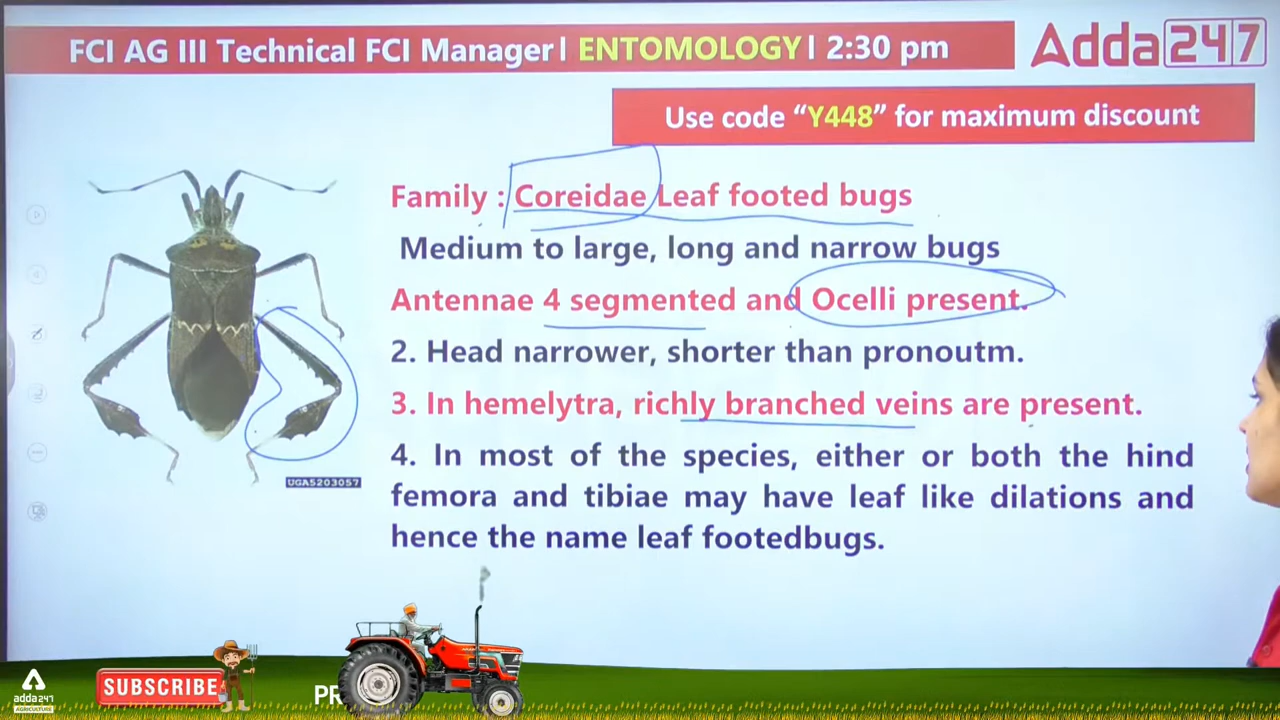 FCI AG III Technical FCI Manager| ENTOMOLOGY| 2:30 pm
Adda247
Use code “Y448” for maximum discount
Family : Coreidae Leaf footed bugs
Medium to large, long and narrow bugs
Antennae 4 segmented and Ocelli present.
2. Head narrower, shorter than pronoutm.
3. In hemelytra, richly branched veins are present.
4. In most of the species, either or both the hind
femora and tibiae may have leaf like dilations and
hence the name leaf footedbugs.
UGA5203057
adda247
AGRICULTURE
SUBSCRIBE
PR